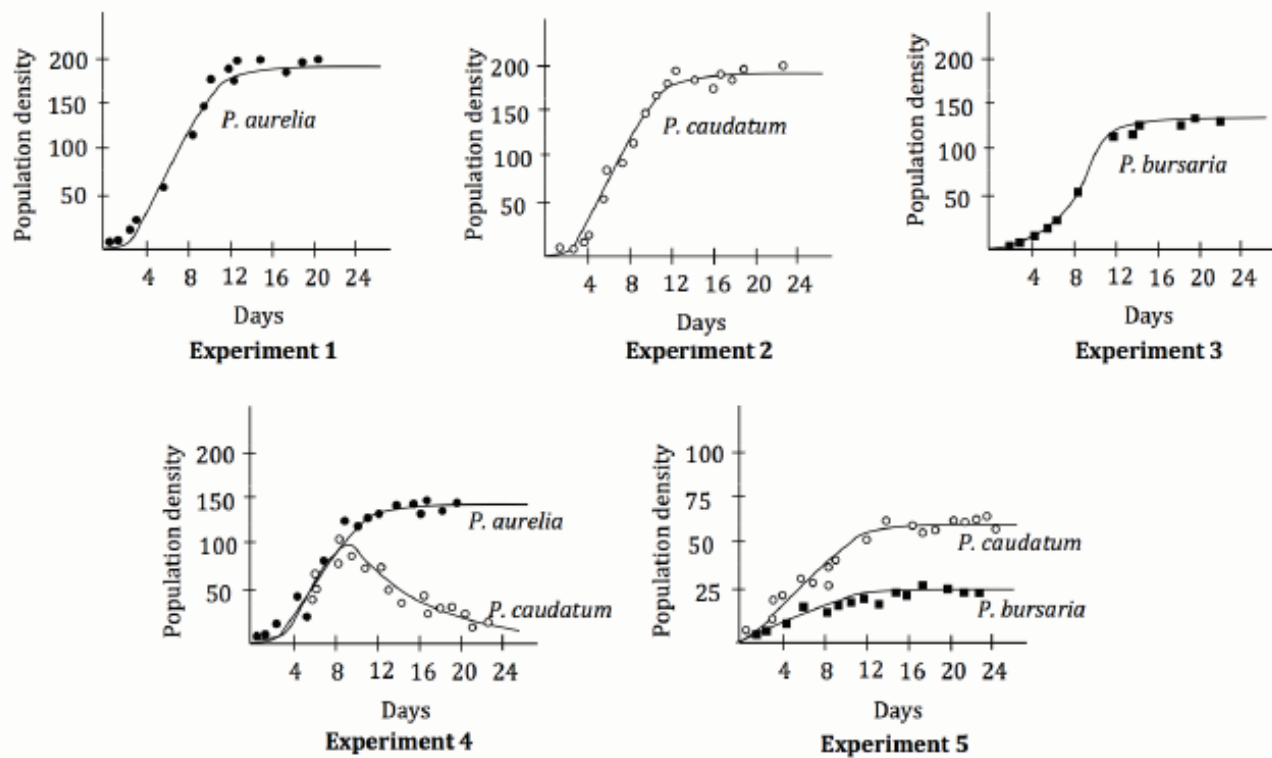 Population density
200
150
100
50
P. aurelia
4 8 12 16 20 24
Days
Experiment 1
Population density
200
150
100
50
P. caudatum
4 8 12 16 20 24
Days
Experiment 2
Population density
200
150
100
50
P. bursaria
4 8 12 16 20 24
Days
Experiment 3
Population density
200
150
100
50
P. aurelia
P. caudatum
4 8 12 16 20 24
Days
Experiment 4
Population density
100
75
50
25
P. caudatum
P. bursaria
4 8 12 16 20 24
Days
Experiment 5